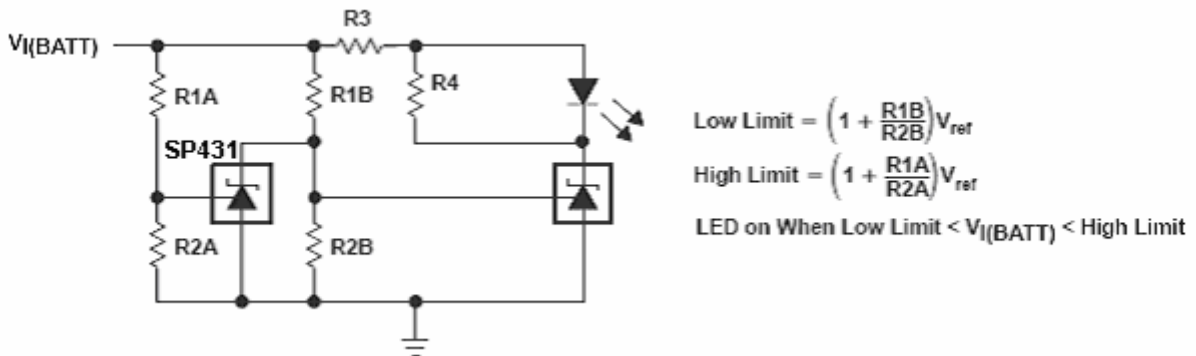 R3
VI(BATT)
R1A
R1B
R4
SP431
R2A
R2B
Low Limit = (1 + R1B/R2B)Vref
High Limit = (1 + R1A/R2A)Vref
LED on When Low Limit < VI(BATT) < High Limit